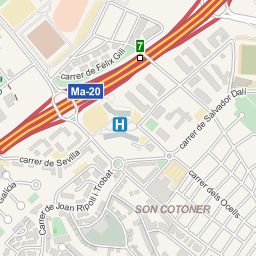 7
carrer de Fèlix Gili
Ma-20
H
carrer de Salvador Dalí
carrer de Sevilla
Galícia
carrer dels Ocells
Carrer de Joan Ripoll i Trobat
SON COTONER